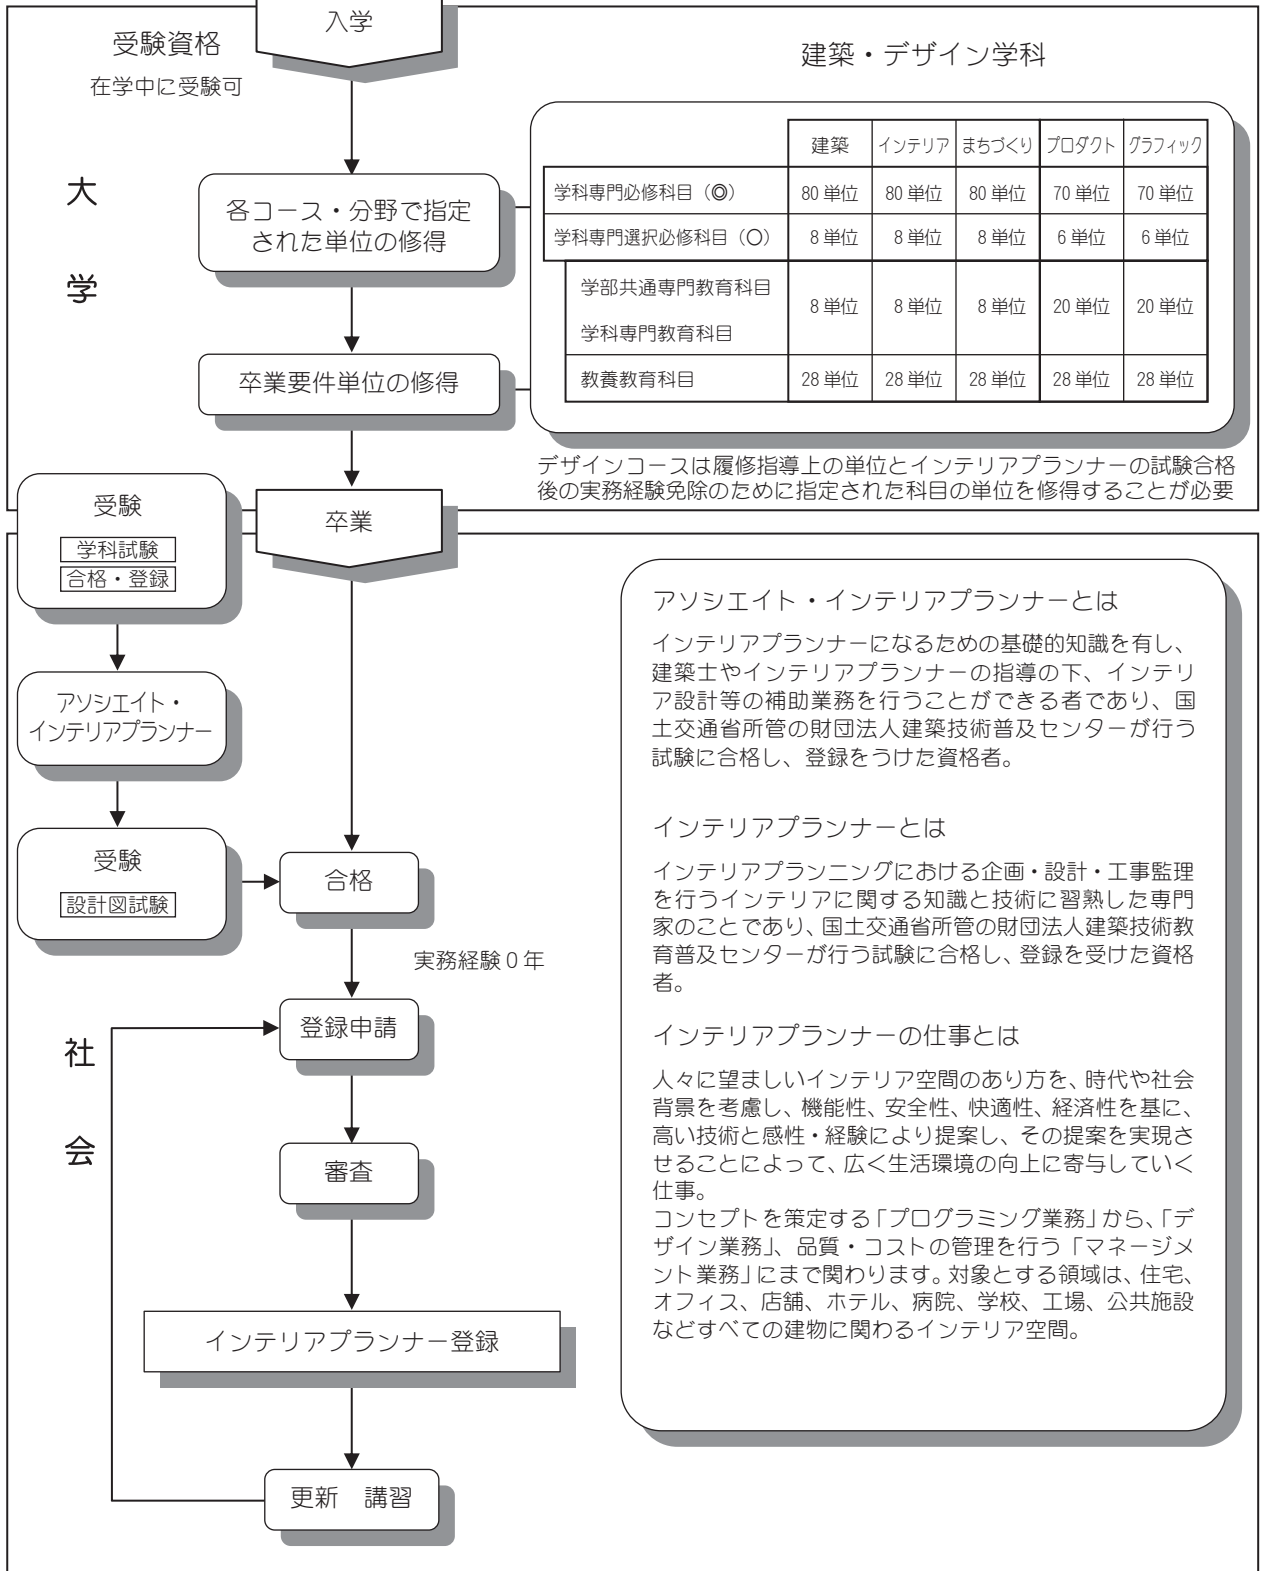 入学
受験資格
在学中に受験可
建築・デザイン学科
大
学
各コース・分野で指定
された単位の修得
卒業要件単位の修得
建築 インテリア まちづくり プロダクト グラフィック
学科専門必修科目（◎） 80 単位 80 単位 80 単位 70 単位 70 単位
学科専門選択必修科目（○） 8 単位 8 単位 8 単位 6 単位 6 単位
学部共通専門教育科目
8 単位 8 単位 8 単位 20 単位 20 単位
学科専門教育科目
教養教育科目 28 単位 28 単位 28 単位 28 単位 28 単位
デザインコースは履修指導上の単位とインテリアプランナーの試験合格
後の実務経験免除のために指定された科目の単位を修得することが必要
受験
学科試験
合格・登録
卒業
アソシエイト・
インテリアプランナー
受験
設計図試験
合格
実務経験０年
登録申請
社
会
審査
インテリアプランナー登録
更新　講習
アソシエイト・インテリアプランナーとは
インテリアプランナーになるための基礎的知識を有し、
建築士やインテリアプランナーの指導の下、インテリ
ア設計等の補助業務を行うことができる者であり、国
土交通省所管の財団法人建築技術普及センターが行う
試験に合格し、登録をうけた資格者。
インテリアプランナーとは
インテリアプランニングにおける企画・設計・工事監理
を行うインテリアに関する知識と技術に習熟した専門
家のことであり、国土交通省所管の財団法人建築技術教
育普及センターが行う試験に合格し、登録を受けた資格
者。
インテリアプランナーの仕事とは
人々に望ましいインテリア空間のあり方を、時代や社会
背景を考慮し、機能性、安全性、快適性、経済性を基に、
高い技術と感性・経験により提案し、その提案を実現さ
せることによって、広く生活環境の向上に寄与していく
仕事。
コンセプトを策定する「プログラミング業務」から、「デ
ザイン業務」、品質・コストの管理を行う「マネージメ
ント業務」にまで関わります。対象とする領域は、住宅、
オフィス、店舗、ホテル、病院、学校、工場、公共施設
などすべての建物に関わるインテリア空間。